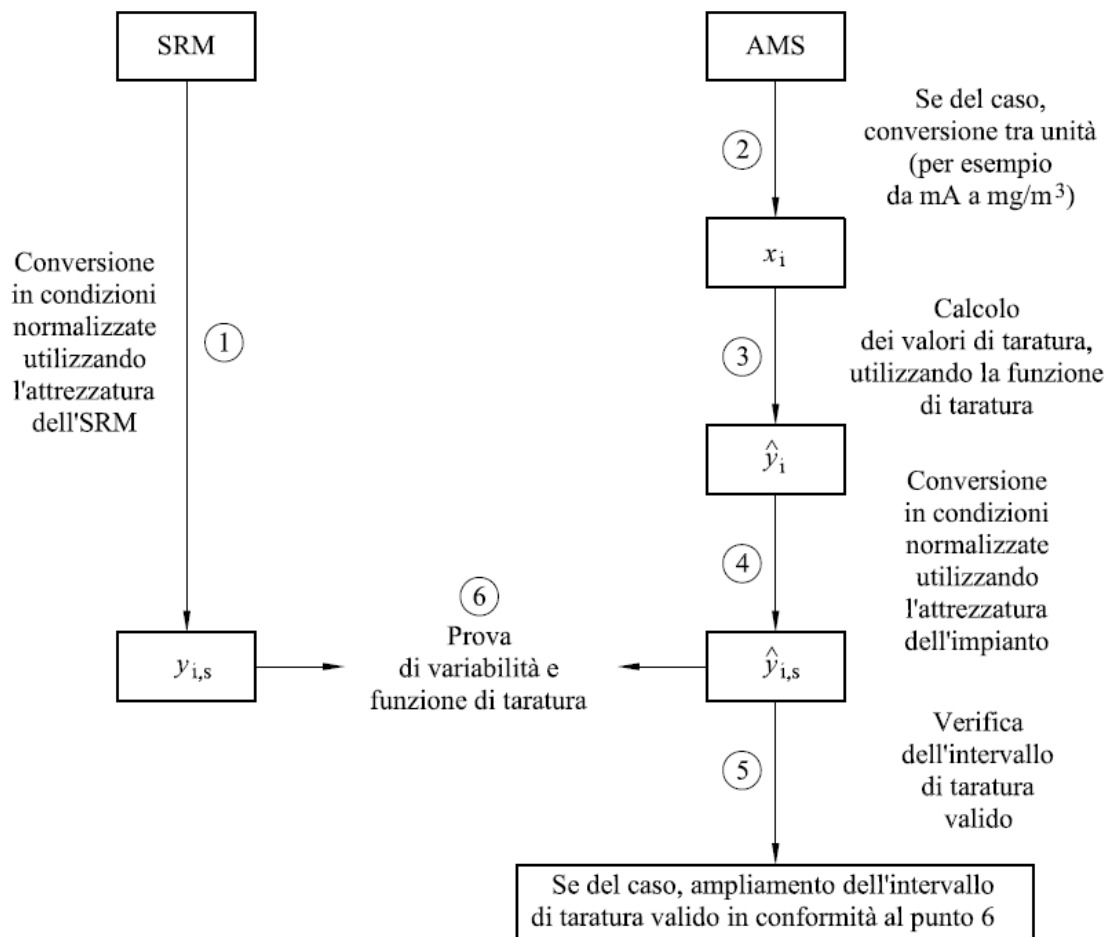 SRM
AMS
Se del caso,
conversione tra unità
(per esempio
da mA a mg/m³)
2
x_i
Conversione
in condizioni
normalizzate
utilizzando
l'attrezzatura
dell'SRM
1
Calcolo
dei valori di taratura,
utilizzando la funzione
di taratura
3
ŷ_i
Conversione
in condizioni
normalizzate
utilizzando
l'attrezzatura
dell'impianto
4
6
Prova
di variabilità e
funzione di taratura
y_i,s
ŷ_i,s
Verifica
dell'intervallo
di taratura
valido
5
Se del caso, ampliamento dell'intervallo
di taratura valido in conformità al punto 6